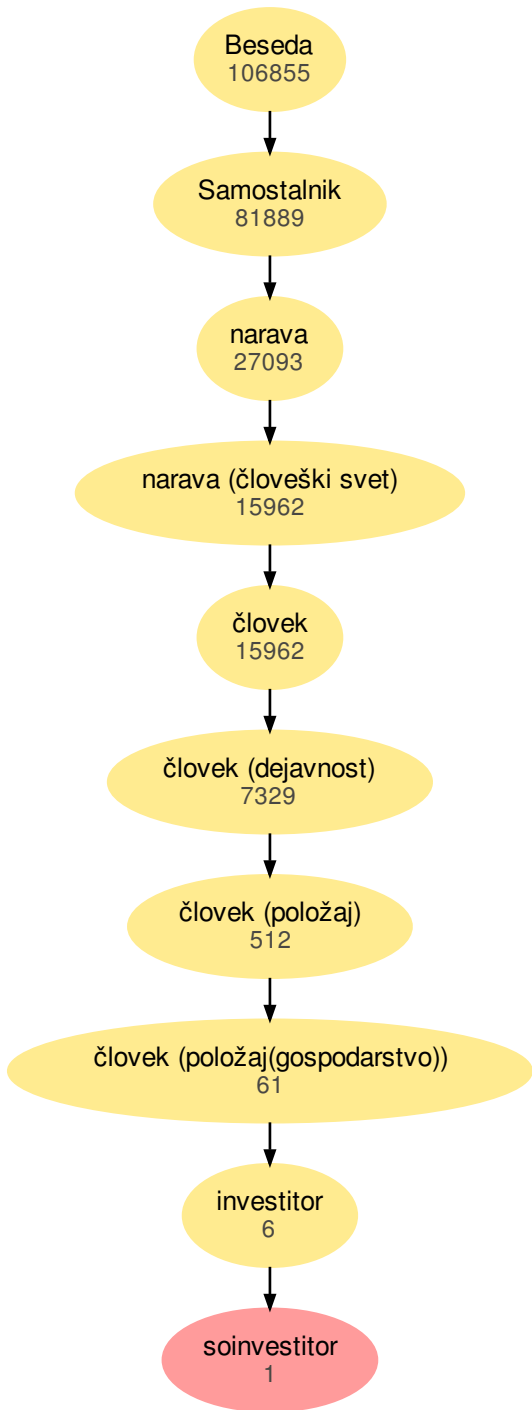 Beseda
106855
Samostalnik
81889
narava
27093
narava (človeški svet)
15962
človek
15962
človek (dejavnost)
7329
človek (položaj)
512
človek (položaj(gospodarstvo))
61
investitor
6
soinvestitor
1